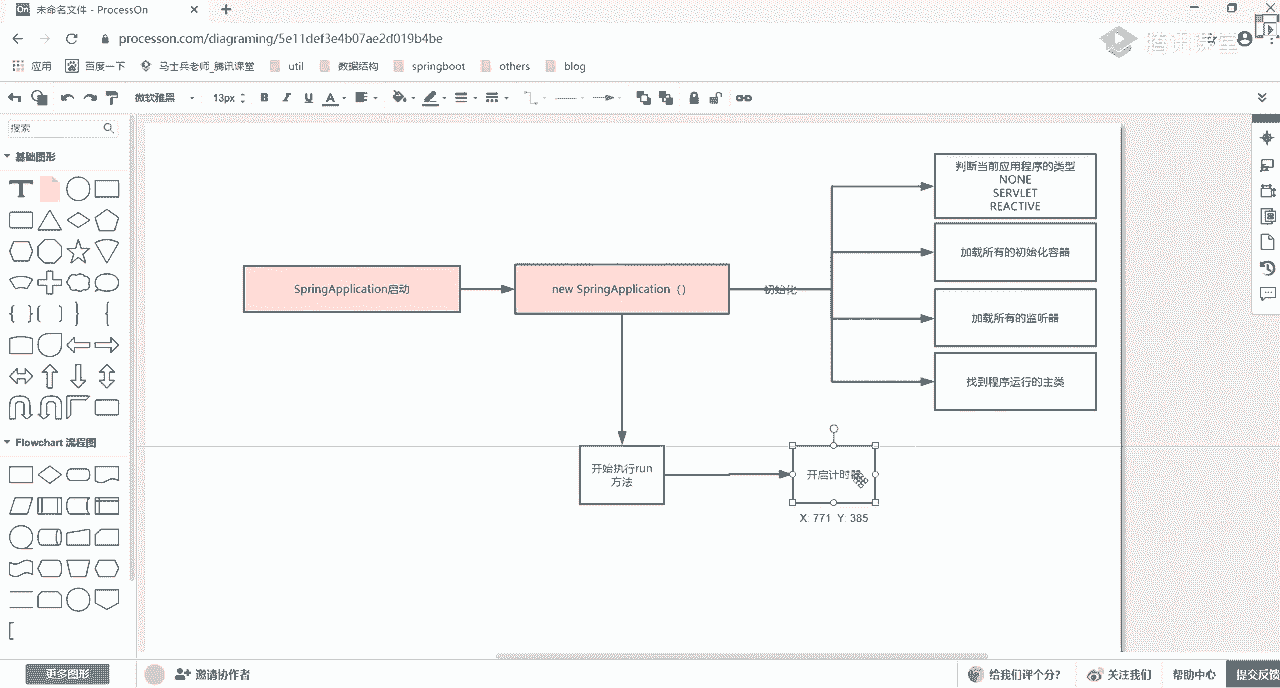 On 未命名文件 - ProcessOn
processon.com/diagraming/5e11def3e4b07ae2d019b4be
腾讯课堂
应用 百度一下 马士兵老师_腾讯课堂 util 数据结构 springboot others blog
微软雅黑 13px B I U A
搜索
基础图形
T
Flowchart 流程图
更多图形
SpringApplication启动
new SpringApplication（）
初始化
判断当前应用程序的类型
NONE
SERVLET
REACTIVE
加载所有的初始化容器
加载所有的监听器
找到程序运行的主类
开始执行run
方法
开启计时器
X: 771 Y: 385
邀请协作者
给我们评个分?
关注我们
帮助中心
提交反馈